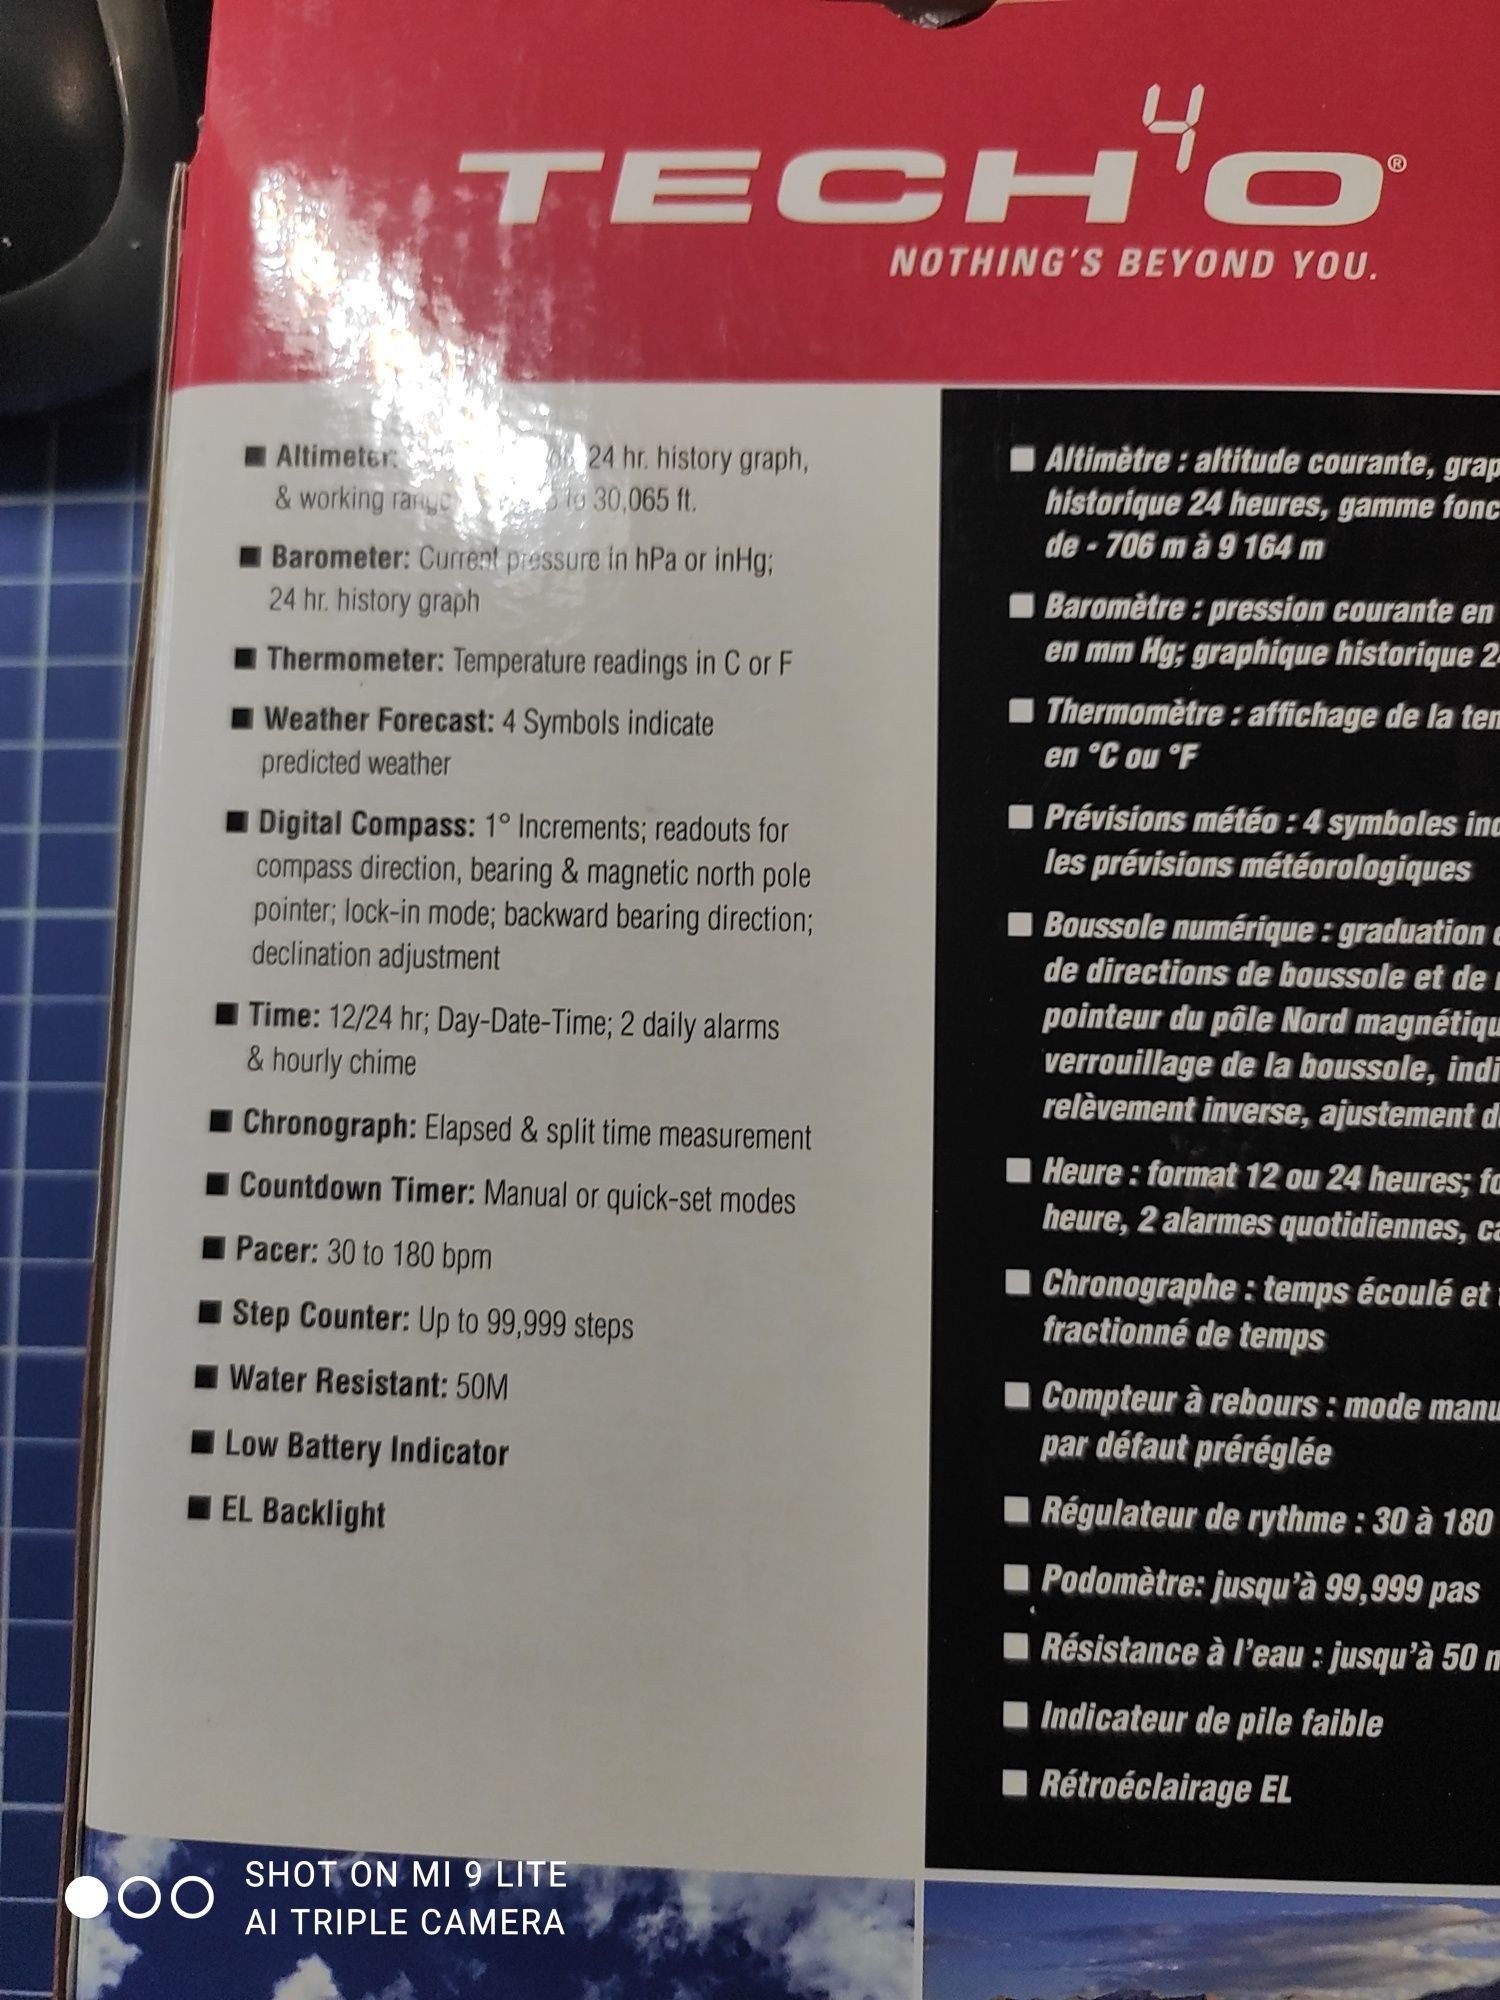 TECH4O®
NOTHING'S BEYOND YOU.
■ Altimeter: 24 hr. history graph,
& working range to 30,065 ft.
■ Barometer: Current pressure in hPa or inHg;
24 hr. history graph
■ Thermometer: Temperature readings in C or F
■ Weather Forecast: 4 Symbols indicate
predicted weather
■ Digital Compass: 1° Increments; readouts for
compass direction, bearing & magnetic north pole
pointer; lock-in mode; backward bearing direction;
declination adjustment
■ Time: 12/24 hr; Day-Date-Time; 2 daily alarms
& hourly chime
■ Chronograph: Elapsed & split time measurement
■ Countdown Timer: Manual or quick-set modes
■ Pacer: 30 to 180 bpm
■ Step Counter: Up to 99,999 steps
■ Water Resistant: 50M
■ Low Battery Indicator
■ EL Backlight
■ Altimètre : altitude courante, grap
historique 24 heures, gamme fonc
de - 706 m à 9 164 m
■ Baromètre : pression courante en
en mm Hg; graphique historique 2
■ Thermomètre : affichage de la ten
en °C ou °F
■ Prévisions météo : 4 symboles ind
les prévisions météorologiques
■ Boussole numérique : graduation
de directions de boussole et de
pointeur du pôle Nord magnétiqu
verrouillage de la boussole, indi
relèvement inverse, ajustement d
■ Heure : format 12 ou 24 heures; fo
heure, 2 alarmes quotidiennes, ca
■ Chronographe : temps écoulé et
fractionné de temps
■ Compteur à rebours : mode manu
par défaut préréglée
■ Régulateur de rythme : 30 à 180
■ Podomètre: jusqu'à 99,999 pas
■ Résistance à l'eau : jusqu'à 50 m
■ Indicateur de pile faible
■ Rétroéclairage EL
SHOT ON MI 9 LITE
AI TRIPLE CAMERA